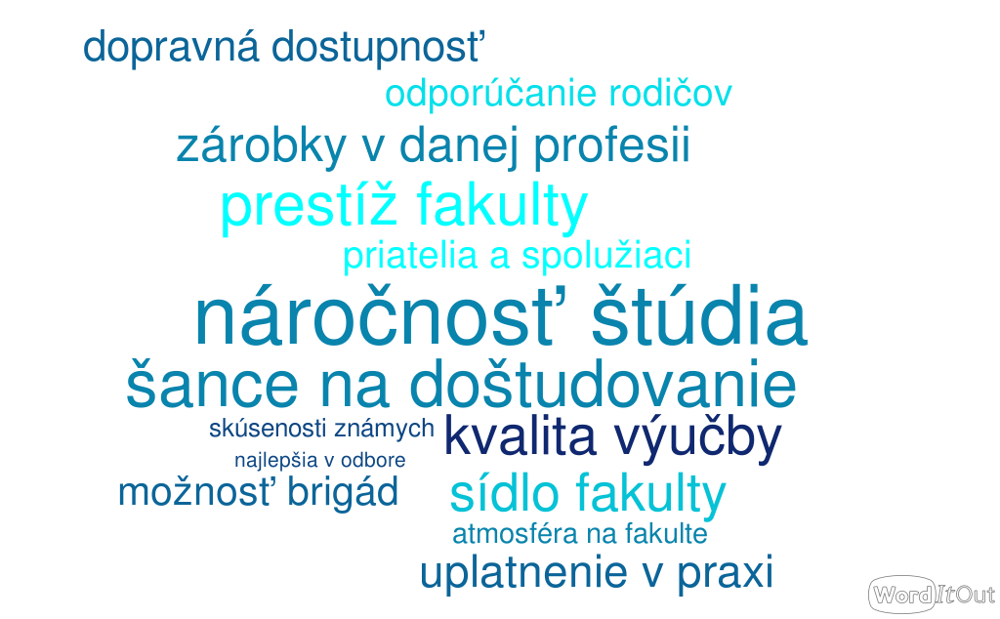 dopravná dostupnosť
odporúčanie rodičov
zárobky v danej profesii
prestíž fakulty
priatelia a spolužiaci
náročnosť štúdia
šance na doštudovanie
skúsenosti známych
kvalita výučby
najlepšia v odbore
možnosť brigád
sídlo fakulty
atmosféra na fakulte
uplatnenie v praxi
WordItOut